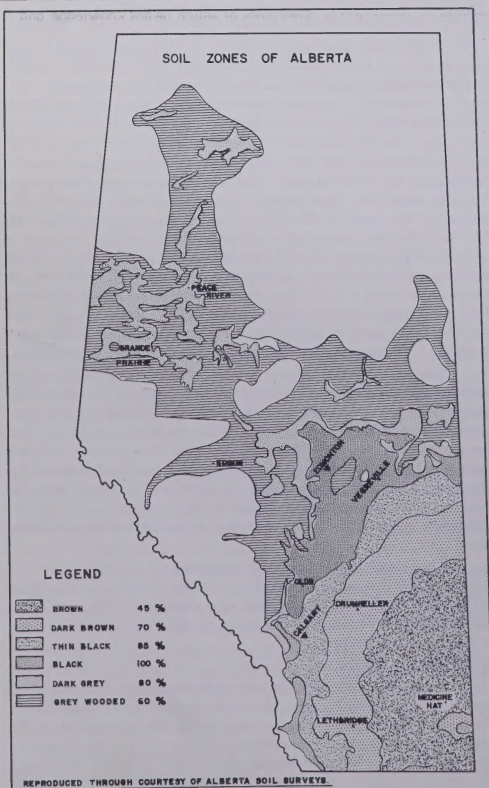 SOIL ZONES OF ALBERTA
PEACE
RIVER
GRANDE
PRAIRIE
EDSON
EDMONTON
VEGREVILLE
OLDS
CALGARY
DRUMHELLER
MEDICINE
HAT
LETHBRIDGE
LEGEND
BROWN 45 %
DARK BROWN 70 %
THIN BLACK 85 %
BLACK 100 %
DARK GREY 80 %
GREY WOODED 60 %
REPRODUCED THROUGH COURTESY OF ALBERTA SOIL SURVEYS.